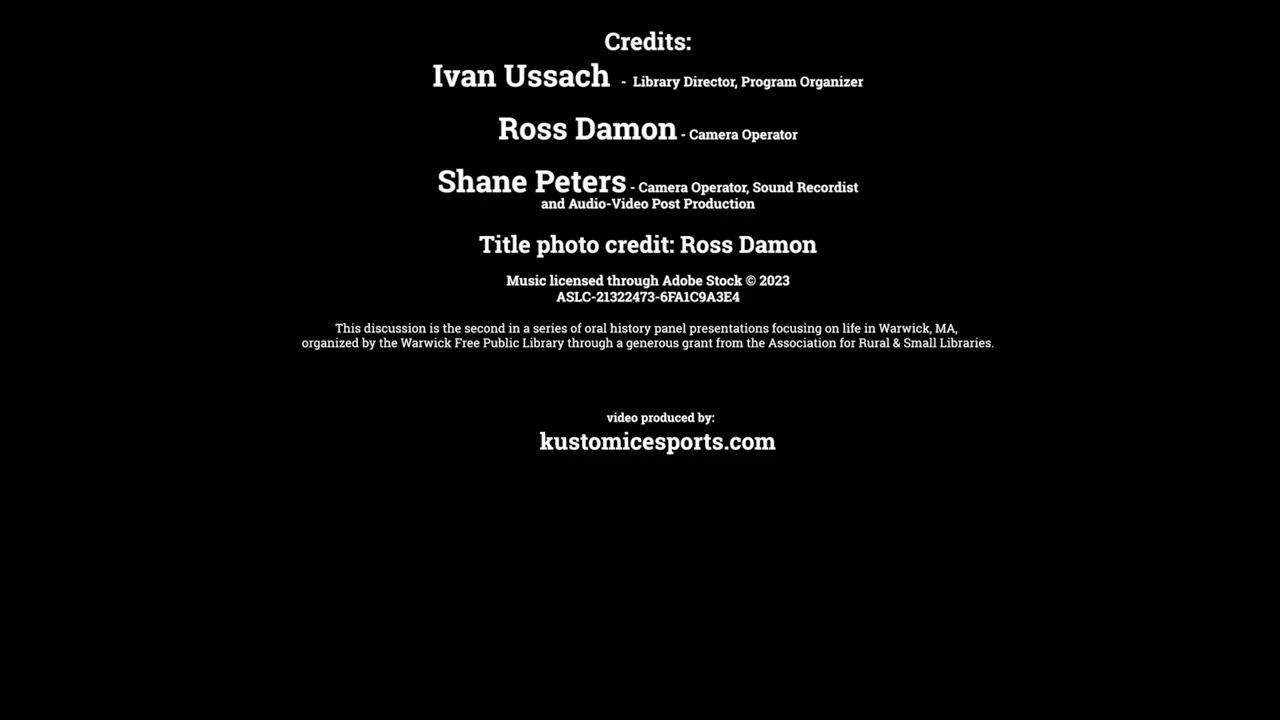 Credits:
Ivan Ussach - Library Director, Program Organizer
Ross Damon - Camera Operator
Shane Peters - Camera Operator, Sound Recordist
and Audio-Video Post Production
Title photo credit: Ross Damon
Music licensed through Adobe Stock © 2023
ASLC-21322473-6FA1C9A3E4
This discussion is the second in a series of oral history panel presentations focusing on life in Warwick, MA,
organized by the Warwick Free Public Library through a generous grant from the Association for Rural & Small Libraries.
video produced by:
kustomicesports.com